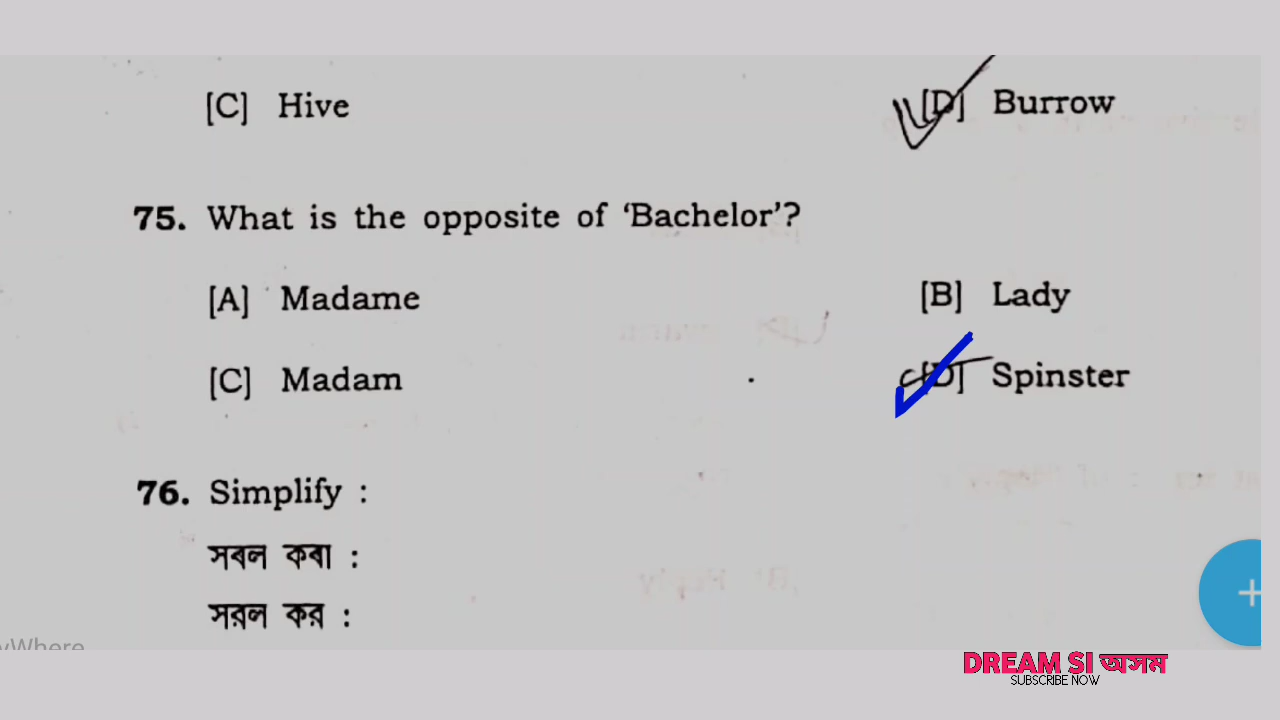 [C] Hive [D] Burrow
75. What is the opposite of ‘Bachelor’?
[A] Madame [B] Lady
[C] Madam [D] Spinster
76. Simplify :
সৰল কৰা :
সরল কর :
yWhere
DREAM SI অসম
SUBSCRIBE NOW